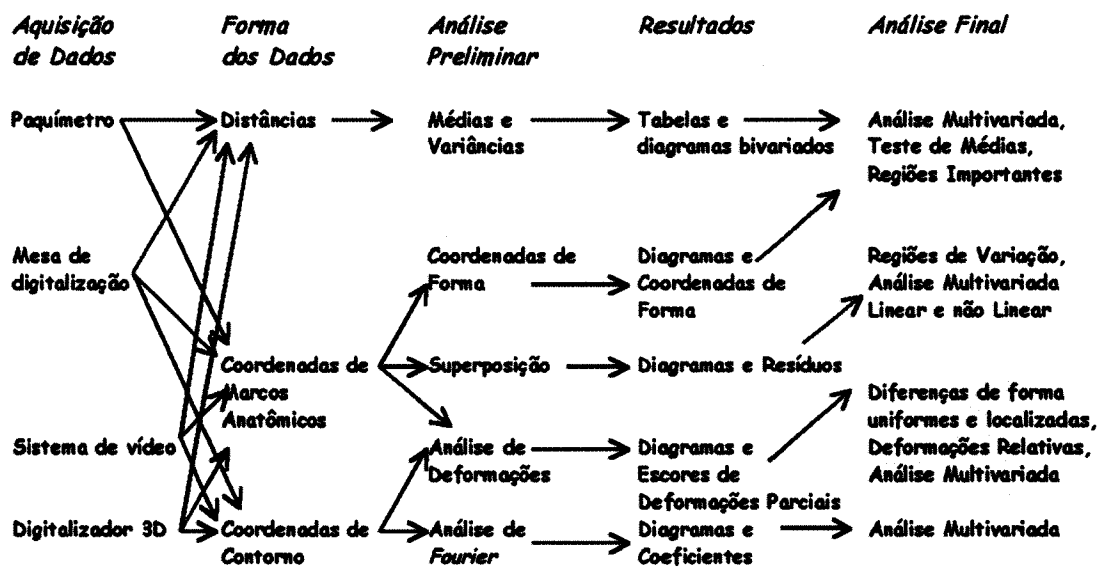 Aquisição
de Dados
Forma
dos Dados
Análise
Preliminar
Resultados
Análise Final
Paquímetro
Distâncias
Médias e
Variâncias
Tabelas e
diagramas bivariados
Análise Multivariada,
Teste de Médias,
Regiões Importantes
Mesa de
digitalização
Coordenadas de
Forma
Diagramas e
Coordenadas de
Forma
Regiões de Variação,
Análise Multivariada
Linear e não Linear
Coordenadas de
Marcos
Anatômicos
Superposição
Diagramas e Resíduos
Sistema de vídeo
Análise de
Deformações
Diagramas e
Escores de
Deformações Parciais
Diferenças de forma
uniformes e localizadas,
Deformações Relativas,
Análise Multivariada
Digitalizador 3D
Coordenadas de
Contorno
Análise de
Fourier
Diagramas e
Coeficientes
Análise Multivariada